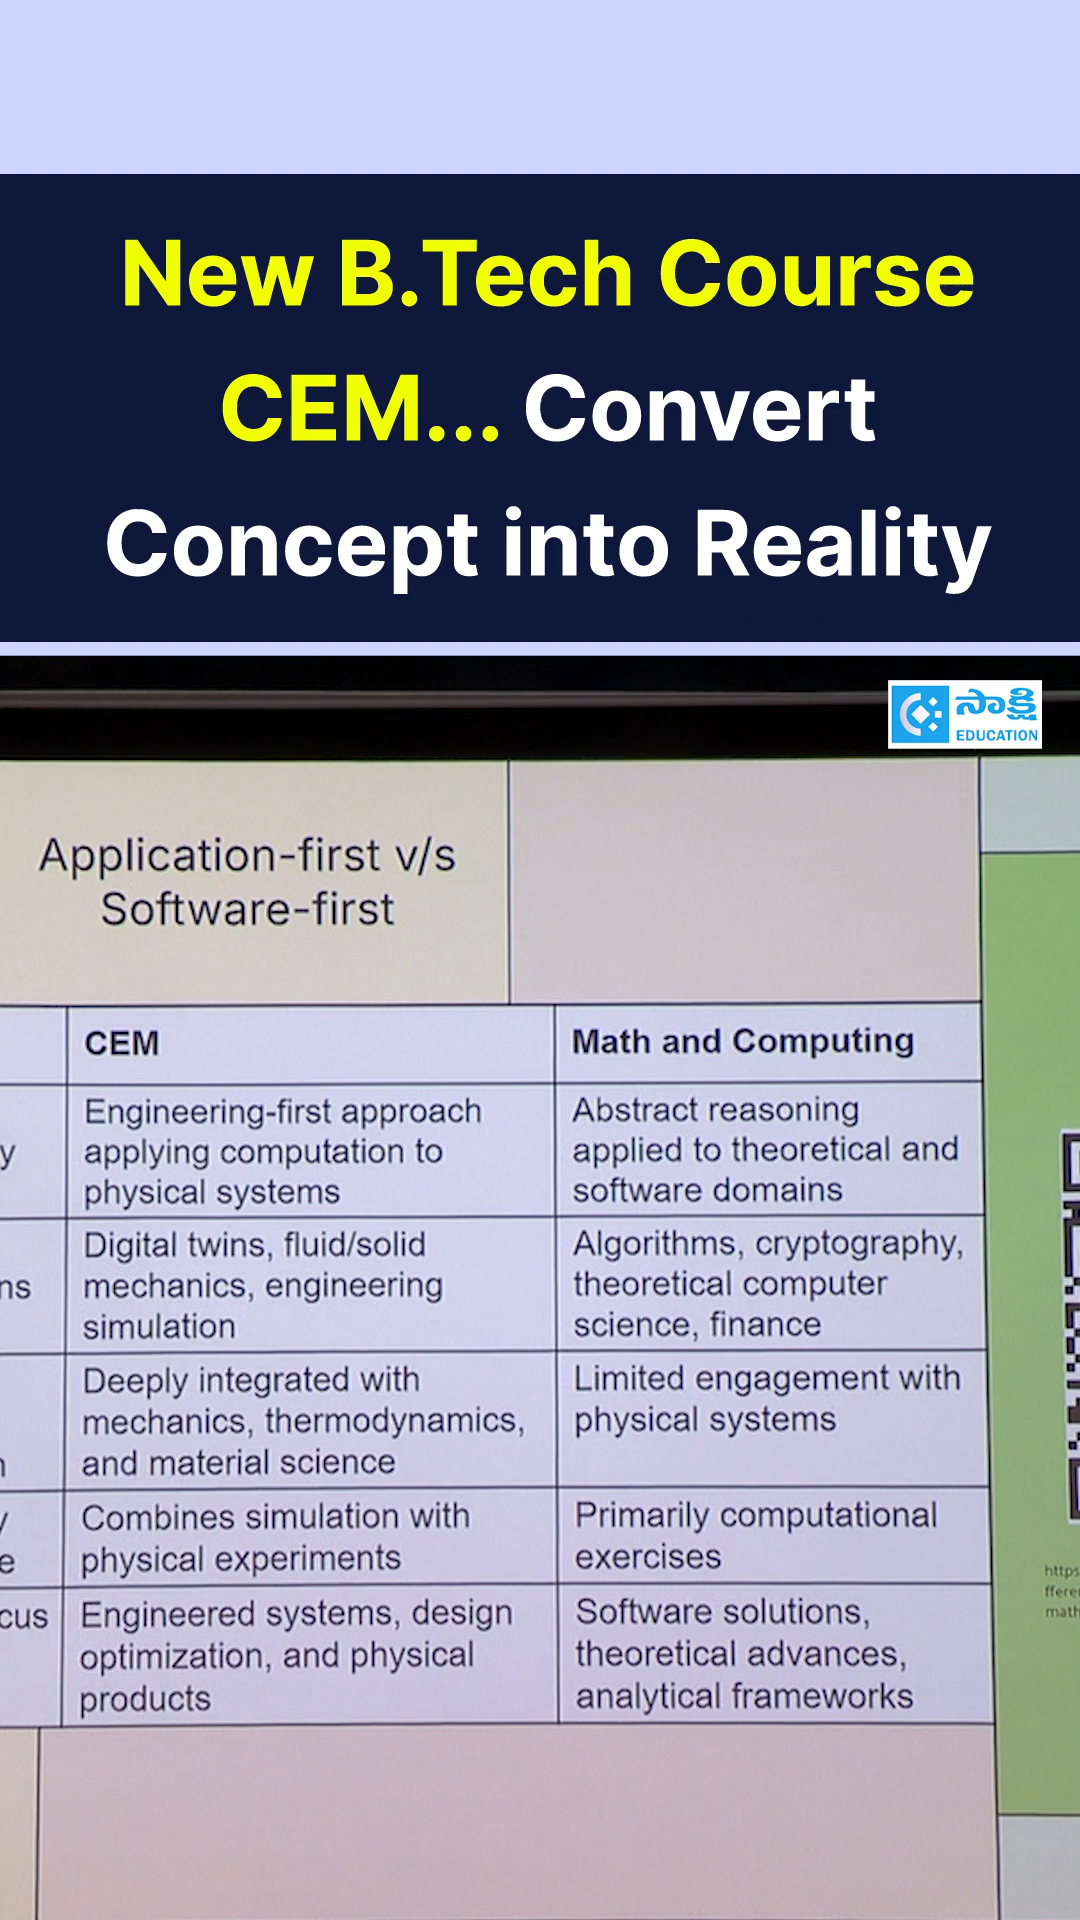 New B.Tech Course
CEM... Convert
Concept into Reality
సాక్షి
EDUCATION
Application-first v/s
Software-first
CEM
Math and Computing
Engineering-first approach
applying computation to
physical systems
Abstract reasoning
applied to theoretical and
software domains
Digital twins, fluid/solid
mechanics, engineering
simulation
Algorithms, cryptography,
theoretical computer
science, finance
Deeply integrated with
mechanics, thermodynamics,
and material science
Limited engagement with
physical systems
Combines simulation with
physical experiments
Primarily computational
exercises
Engineered systems, design
optimization, and physical
products
Software solutions,
theoretical advances,
analytical frameworks
https
math